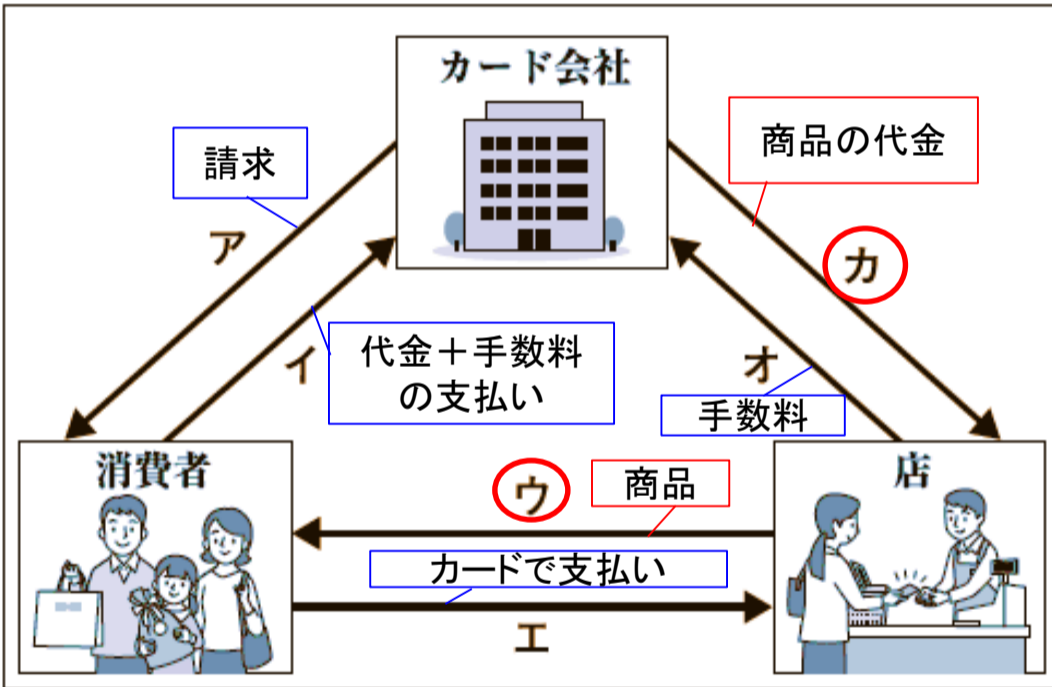 カード会社
商品の代金
請求
ア
カ
イ
代金＋手数料
の支払い
オ
手数料
消費者
ウ
商品
店
カードで支払い
エ